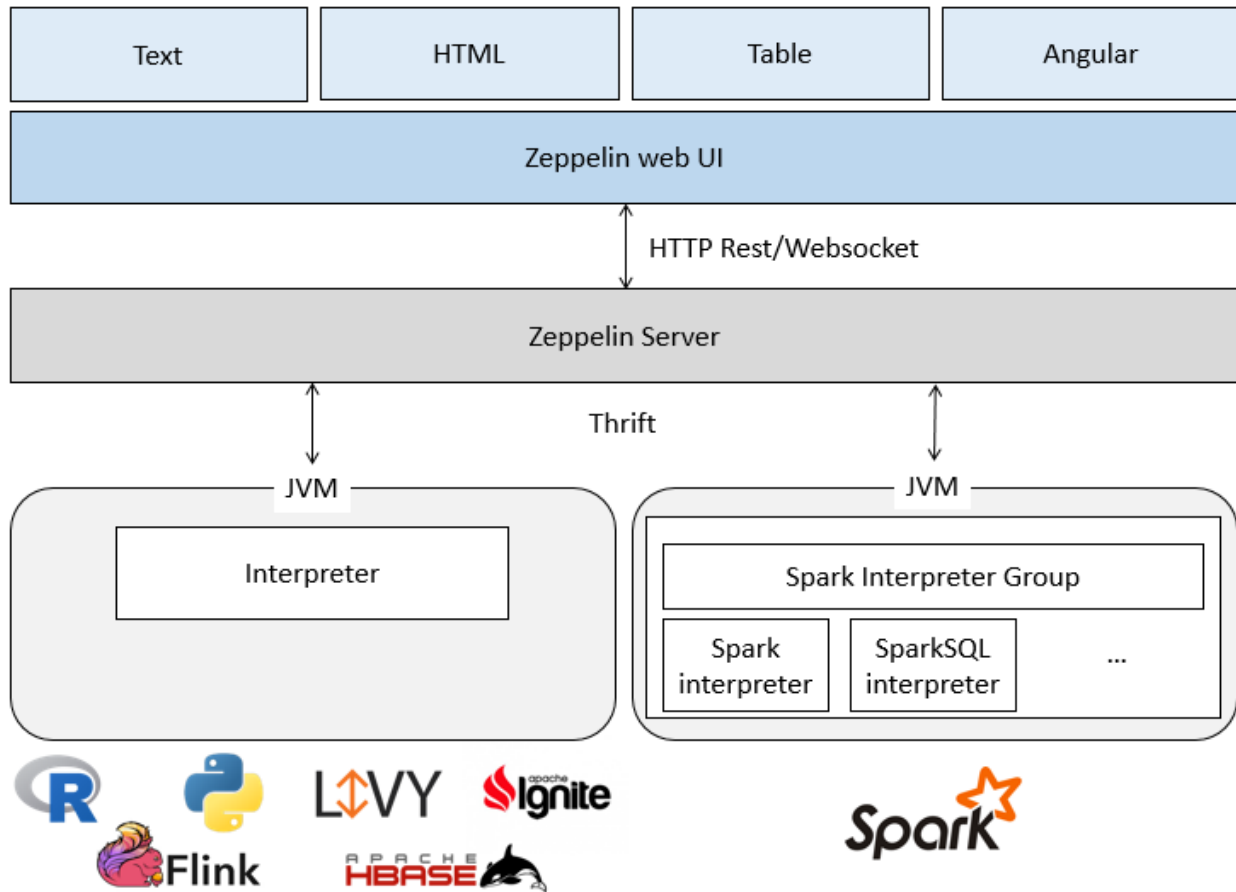 Text
HTML
Table
Angular
Zeppelin web UI
HTTP Rest/Websocket
Zeppelin Server
Thrift
JVM
JVM
Interpreter
Spark Interpreter Group
Spark
interpreter
SparkSQL
interpreter
...
R
LIVY
apache
Ignite
Spark
Flink
APACHE
HBASE